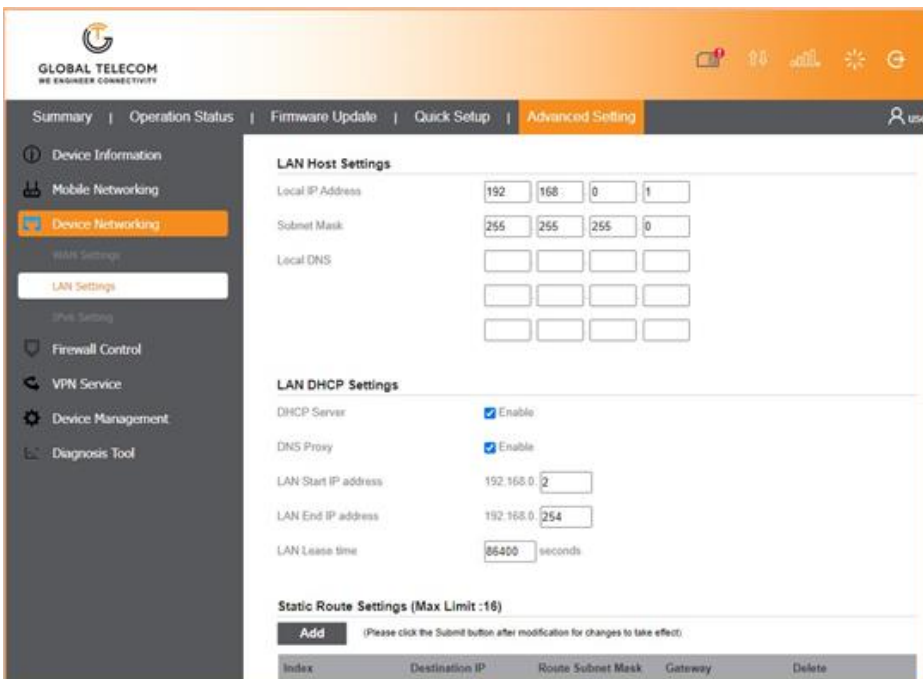 GLOBAL TELECOM
WE ENGINEER CONNECTIVITY
Summary | Operation Status | Firmware Update | Quick Setup | Advanced Setting use
Device Information
Mobile Networking
Device Networking
WAN Settings
LAN Settings
IPv6 Setting
Firewall Control
VPN Service
Device Management
Diagnosis Tool
LAN Host Settings
Local IP Address 192 168 0 1
Subnet Mask 255 255 255 0
Local DNS
LAN DHCP Settings
DHCP Server Enable
DNS Proxy Enable
LAN Start IP address 192.168.0. 2
LAN End IP address 192.168.0. 254
LAN Lease time 86400 seconds
Static Route Settings (Max Limit :16)
Add (Please click the Submit button after modification for changes to take effect)
Index Destination IP Route Subnet Mask Gateway Delete